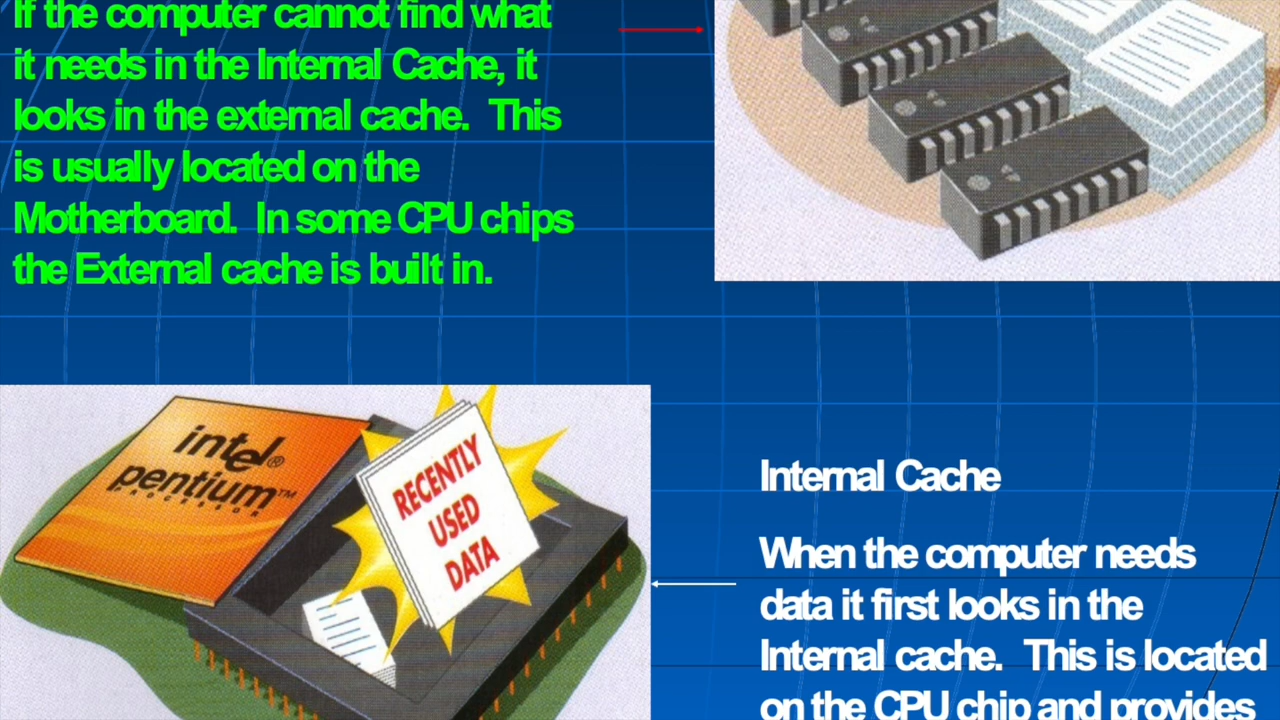 If the computer cannot find what
it needs in the Internal Cache, it
looks in the external cache.  This
is usually located on the
Motherboard.  In some CPU chips
the External cache is built in.
intel®
pentium™
PROCESSOR
RECENTLY
USED
DATA
Internal Cache
When the computer needs
data it first looks in the
Internal cache.  This is located
on the CPU chip and provides